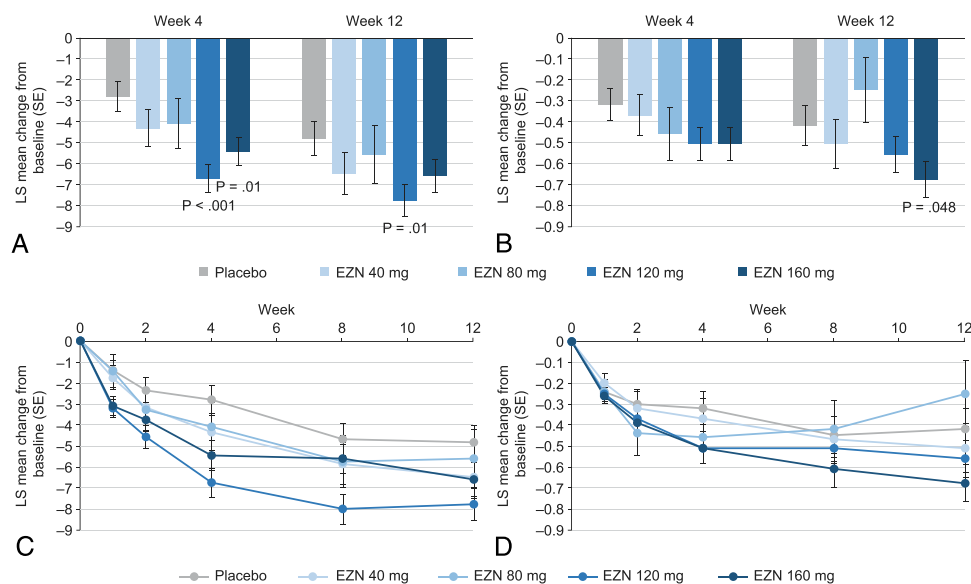 Week 4
Week 12
0
–1
–2
–3
–4
–5
–6
–7
–8
–9
LS mean change from
baseline (SE)
P = .01
P < .001
P = .01
A
Week 4
Week 12
0
–0.1
–0.2
–0.3
–0.4
–0.5
–0.6
–0.7
–0.8
–0.9
LS mean change from
baseline (SE)
P = .048
B
Placebo EZN 40 mg EZN 80 mg EZN 120 mg EZN 160 mg
Week
0 2 4 6 8 10 12
0
–1
–2
–3
–4
–5
–6
–7
–8
–9
LS mean change from
baseline (SE)
C
Week
0 2 4 6 8 10 12
0
–0.1
–0.2
–0.3
–0.4
–0.5
–0.6
–0.7
–0.8
–0.9
LS mean change from
baseline (SE)
D
Placebo EZN 40 mg EZN 80 mg EZN 120 mg EZN 160 mg